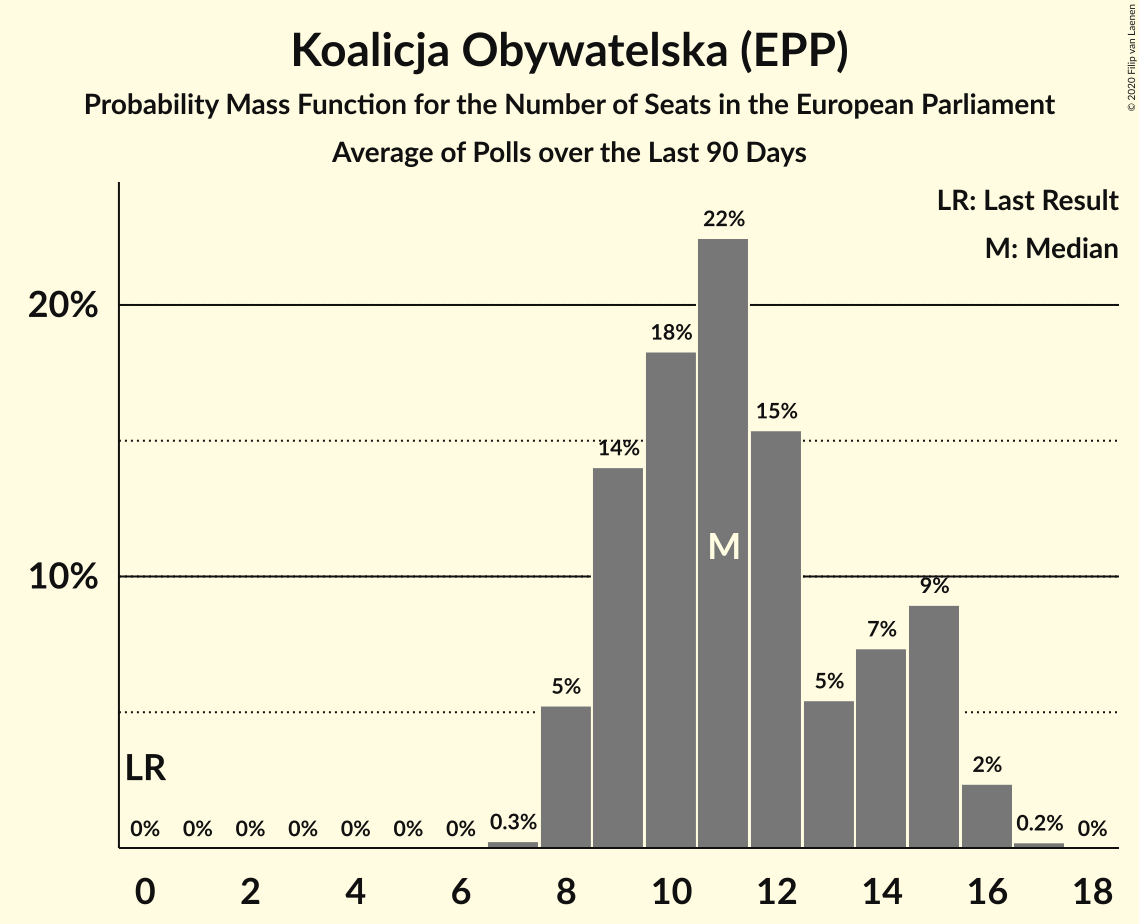 Koalicja Obywatelska (EPP)
Probability Mass Function for the Number of Seats in the European Parliament
Average of Polls over the Last 90 Days
© 2020 Filip van Laenen
LR: Last Result
M: Median
22%
20%
18%
15%
14%
M
10%
9%
7%
5%
5%
LR
2%
0% 0% 0% 0% 0% 0% 0% 0.3% 0.2% 0%
0 2 4 6 8 10 12 14 16 18